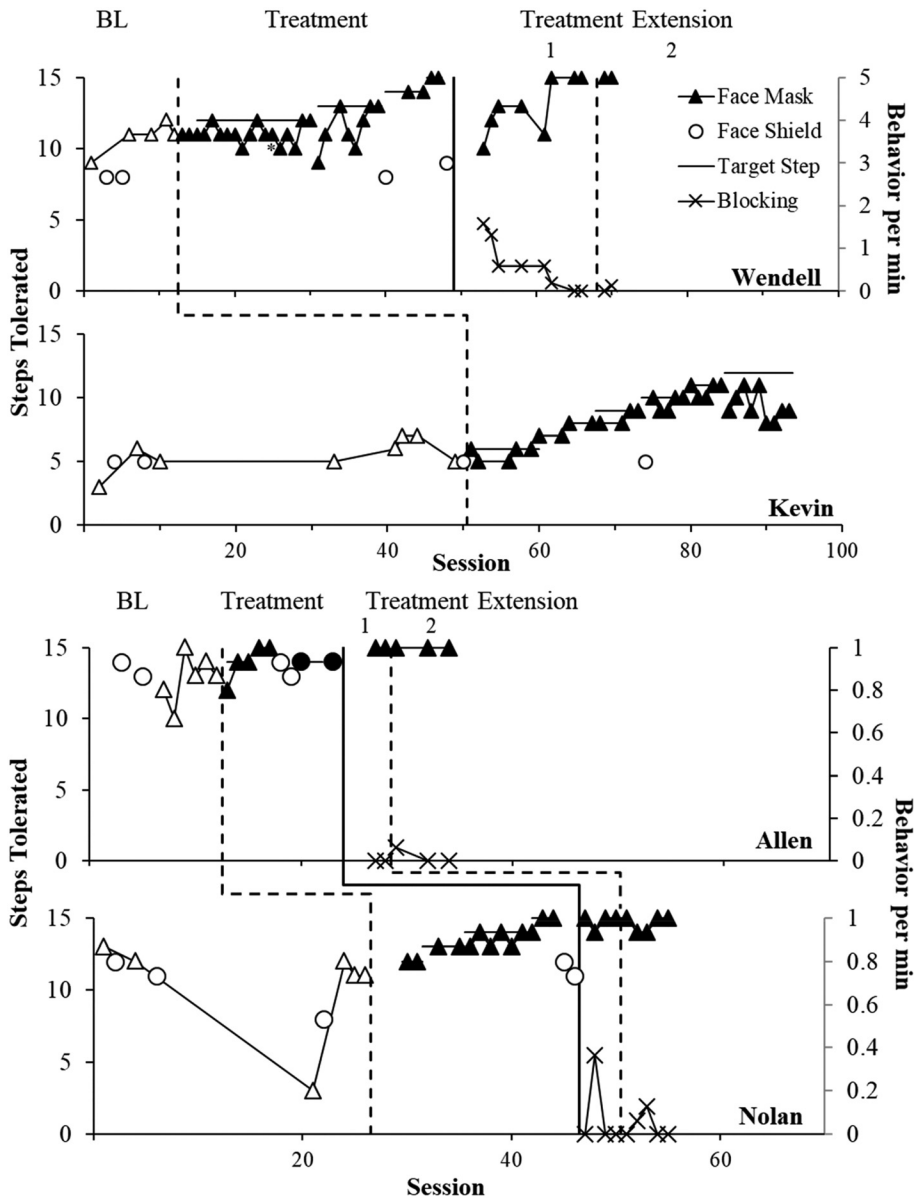 BL Treatment Treatment Extension
1 2
15 5
Face Mask
4
Face Shield
10
3
Target Step
2
Blocking
5
1
Wendell
0 0
Steps Tolerated
Behavior per min
15
10
5
Kevin
0
20 40 60 80 100
Session
BL Treatment Treatment Extension
1 2
15 1
0.8
10
0.6
0.4
5
0.2
Allen
0 0
Steps Tolerated
Behavior per min
15 1
0.8
10
0.6
0.4
5
0.2
Nolan
0 0
20 40 60
Session
*